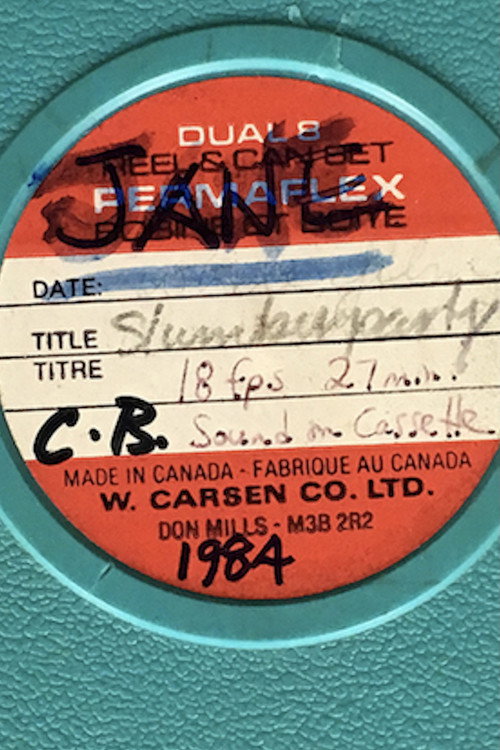 DUAL 8
REEL & CAN SET
PERMAFLEX
BOBINE ET BOITE
JANE
DATE:
TITLE Slumberparty
TITRE
18 fps 27 min.
C.B. Sound on Cassette
MADE IN CANADA - FABRIQUE AU CANADA
W. CARSEN CO. LTD.
DON MILLS - M3B 2R2
1984